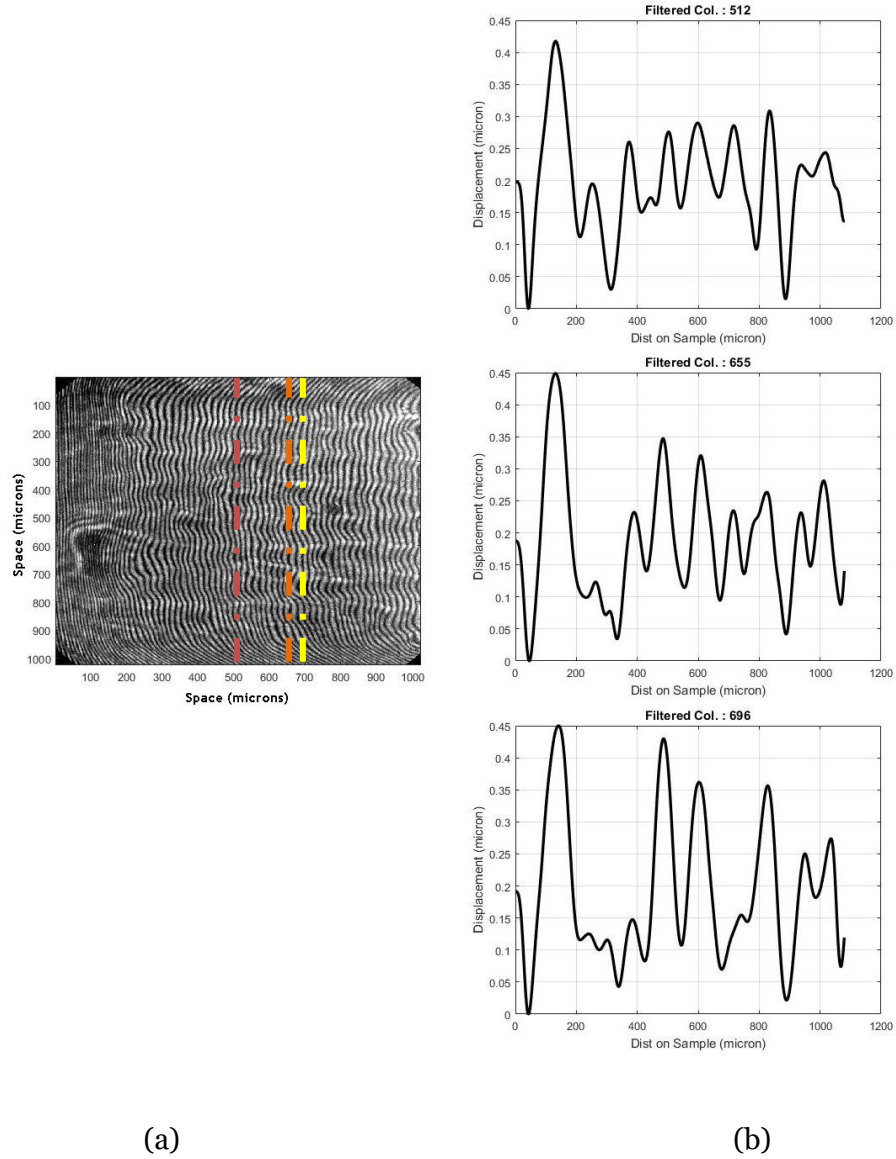 Filtered Col. : 512
0.45
0.4
0.35
0.3
0.25
0.2
0.15
0.1
0.05
0
Displacement (micron)
0 200 400 600 800 1000 1200
Dist on Sample (micron)
100
200
300
400
500
600
700
800
900
1000
Space (microns)
100 200 300 400 500 600 700 800 900 1000
Space (microns)
Filtered Col. : 655
0.45
0.4
0.35
0.3
0.25
0.2
0.15
0.1
0.05
0
Displacement (micron)
0 200 400 600 800 1000 1200
Dist on Sample (micron)
Filtered Col. : 696
0.45
0.4
0.35
0.3
0.25
0.2
0.15
0.1
0.05
0
Displacement (micron)
0 200 400 600 800 1000 1200
Dist on Sample (micron)
(a) (b)